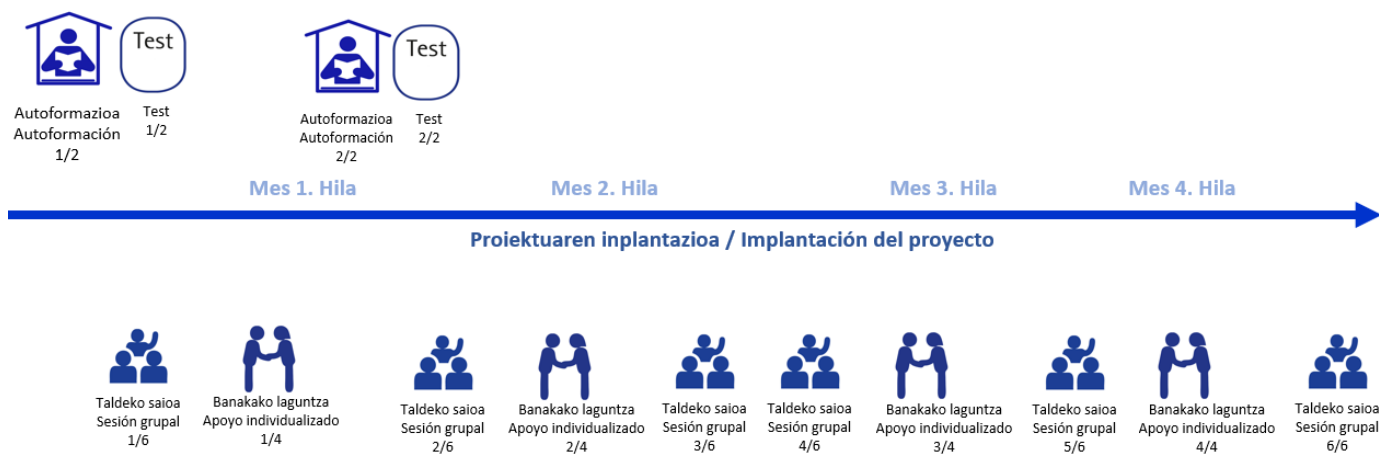 Test
Autoformazioa
Autoformación
1/2
Test
1/2
Test
Autoformazioa
Autoformación
2/2
Test
2/2
Mes 1. Hila
Mes 2. Hila
Mes 3. Hila
Mes 4. Hila
Proiektuaren inplantazioa / Implantación del proyecto
Taldeko saioa
Sesión grupal
1/6
Banakako laguntza
Apoyo individualizado
1/4
Taldeko saioa
Sesión grupal
2/6
Banakako laguntza
Apoyo individualizado
2/4
Taldeko saioa
Sesión grupal
3/6
Taldeko saioa
Sesión grupal
4/6
Banakako laguntza
Apoyo individualizado
3/4
Taldeko saioa
Sesión grupal
5/6
Banakako laguntza
Apoyo individualizado
4/4
Taldeko saioa
Sesión grupal
6/6